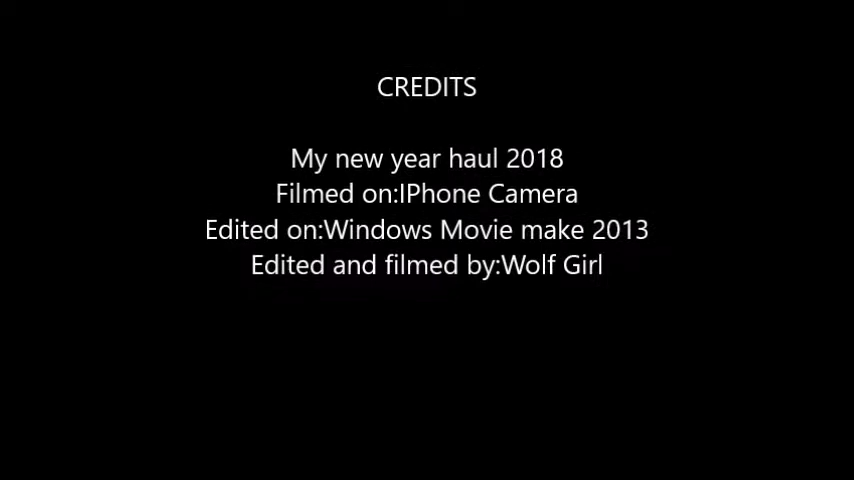 CREDITS
My new year haul 2018
Filmed on:IPhone Camera
Edited on:Windows Movie make 2013
Edited and filmed by:Wolf Girl